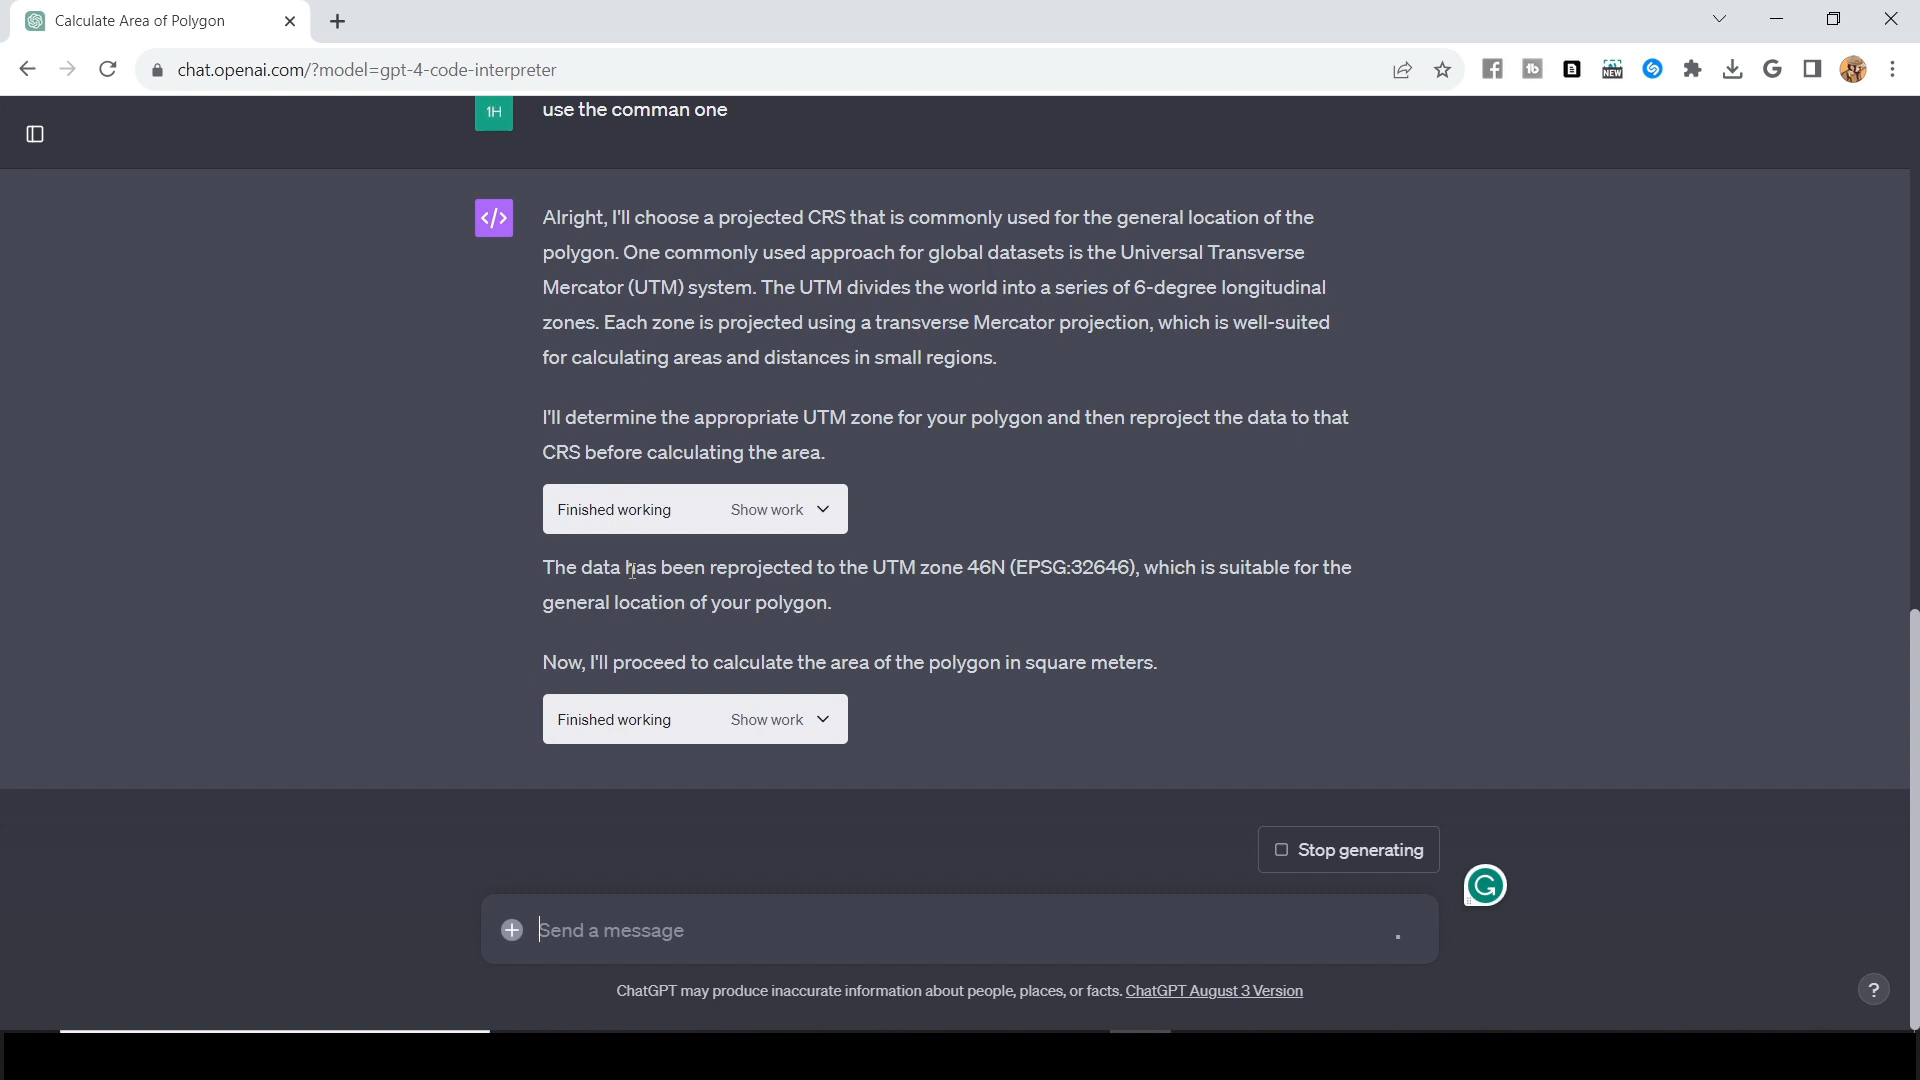 Calculate Area of Polygon
chat.openai.com/?model=gpt-4-code-interpreter
1H
use the comman one
Alright, I'll choose a projected CRS that is commonly used for the general location of the
polygon. One commonly used approach for global datasets is the Universal Transverse
Mercator (UTM) system. The UTM divides the world into a series of 6-degree longitudinal
zones. Each zone is projected using a transverse Mercator projection, which is well-suited
for calculating areas and distances in small regions.
I'll determine the appropriate UTM zone for your polygon and then reproject the data to that
CRS before calculating the area.
Finished working Show work
The data has been reprojected to the UTM zone 46N (EPSG:32646), which is suitable for the
general location of your polygon.
Now, I'll proceed to calculate the area of the polygon in square meters.
Finished working Show work
Stop generating
Send a message
ChatGPT may produce inaccurate information about people, places, or facts. ChatGPT August 3 Version
?